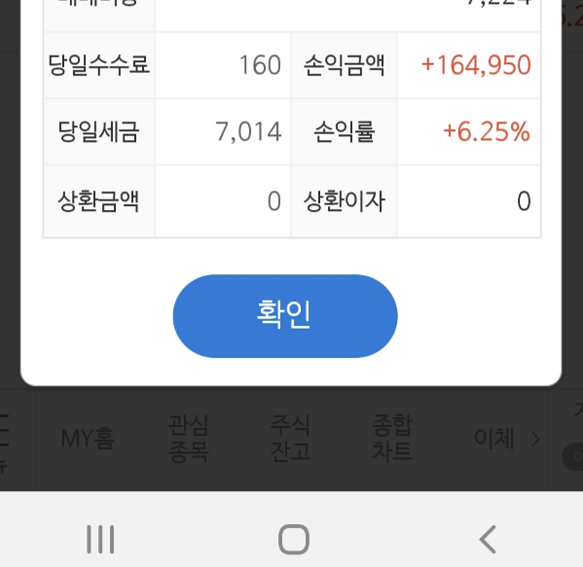 7,224
당일수수료 160 손익금액 +164,950
당일세금 7,014 손익률 +6.25%
상환금액 0 상환이자 0
확인
MY홈 관심 주식 종합 이체
종목 잔고 차트